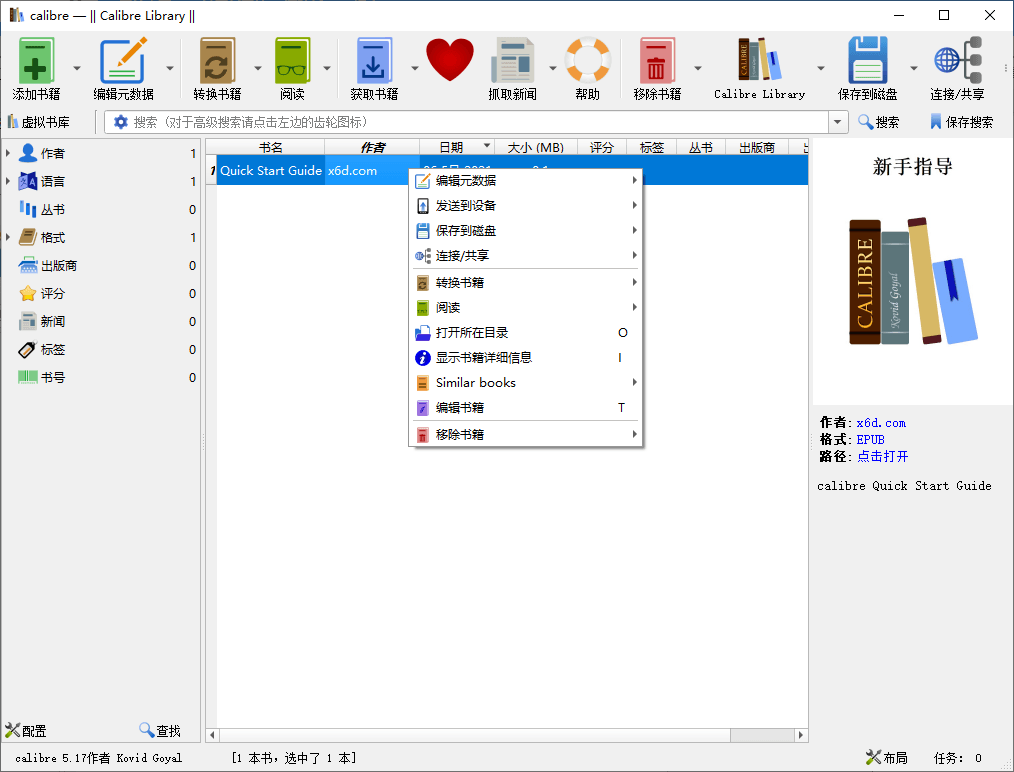 calibre — || Calibre Library ||
添加书籍 编辑元数据 转换书籍 阅读 获取书籍 抓取新闻 帮助 移除书籍 Calibre Library 保存到磁盘 连接/共享
虚拟书库 搜索（对于高级搜索请点击左边的齿轮图标） 搜索 保存搜索
书名 作者 日期 大小 (MB) 评分 标签 丛书 出版商
1 Quick Start Guide x6d.com
作者 1
语言 1
丛书 0
格式 1
出版商 0
评分 0
新闻 0
标签 0
书号 0
编辑元数据
发送到设备
保存到磁盘
连接/共享
转换书籍
阅读
打开所在目录 O
显示书籍详细信息 I
Similar books
编辑书籍 T
移除书籍
新手指导
CALIBRE
Kovid Goyal
作者: x6d.com
格式: EPUB
路径: 点击打开
calibre Quick Start Guide
配置 查找
calibre 5.17作者 Kovid Goyal [1 本书，选中了 1 本] 布局 任务: 0